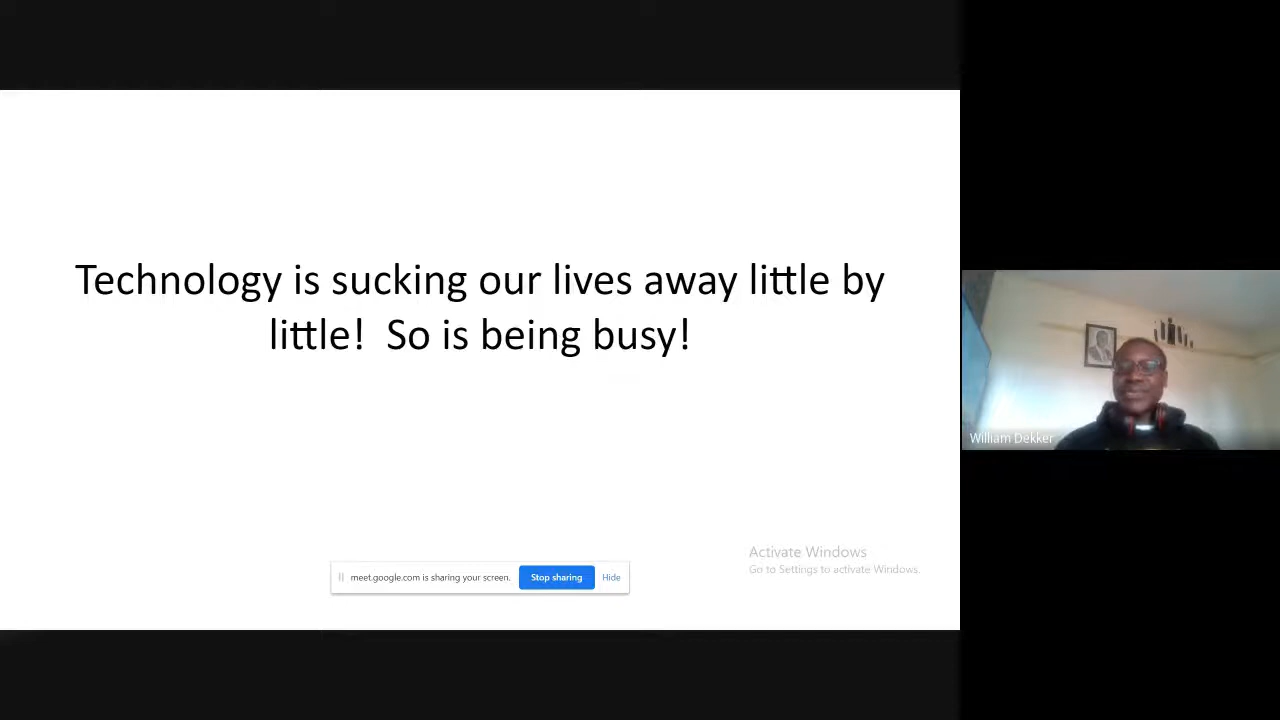 Technology is sucking our lives away little by
little!  So is being busy!
William Dekker
Activate Windows
Go to Settings to activate Windows.
meet.google.com is sharing your screen.
Stop sharing
Hide